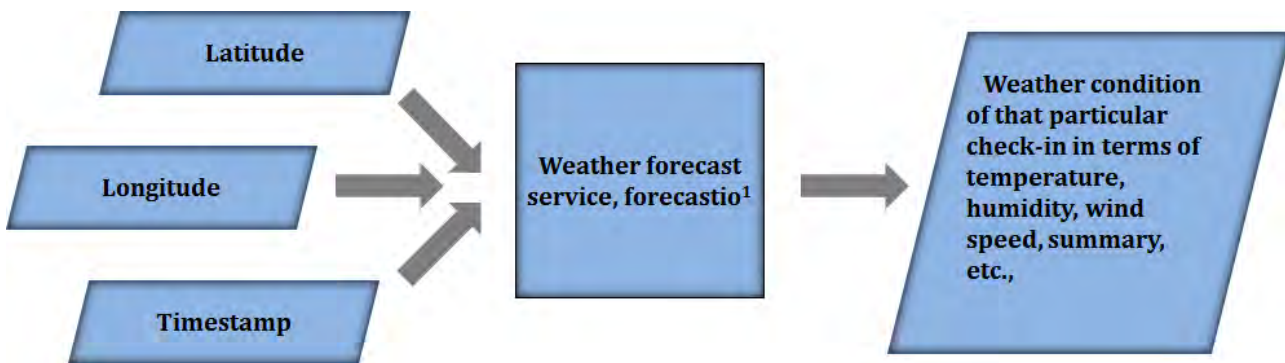 Latitude
Longitude
Timestamp
Weather forecast
service, forecastio¹
Weather condition
of that particular
check-in in terms of
temperature,
humidity, wind
speed, summary,
etc.,